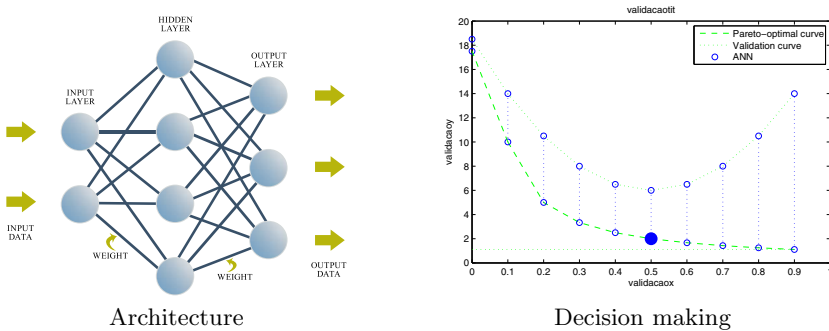 HIDDEN
LAYER
OUTPUT
LAYER
INPUT
LAYER
INPUT
DATA
WEIGHT
WEIGHT
OUTPUT
DATA
Architecture
validacaotit
Pareto-optimal curve
Validation curve
ANN
validacaoy
20
18
16
14
12
10
8
6
4
2
0
0 0.1 0.2 0.3 0.4 0.5 0.6 0.7 0.8 0.9
validacaox
Decision making